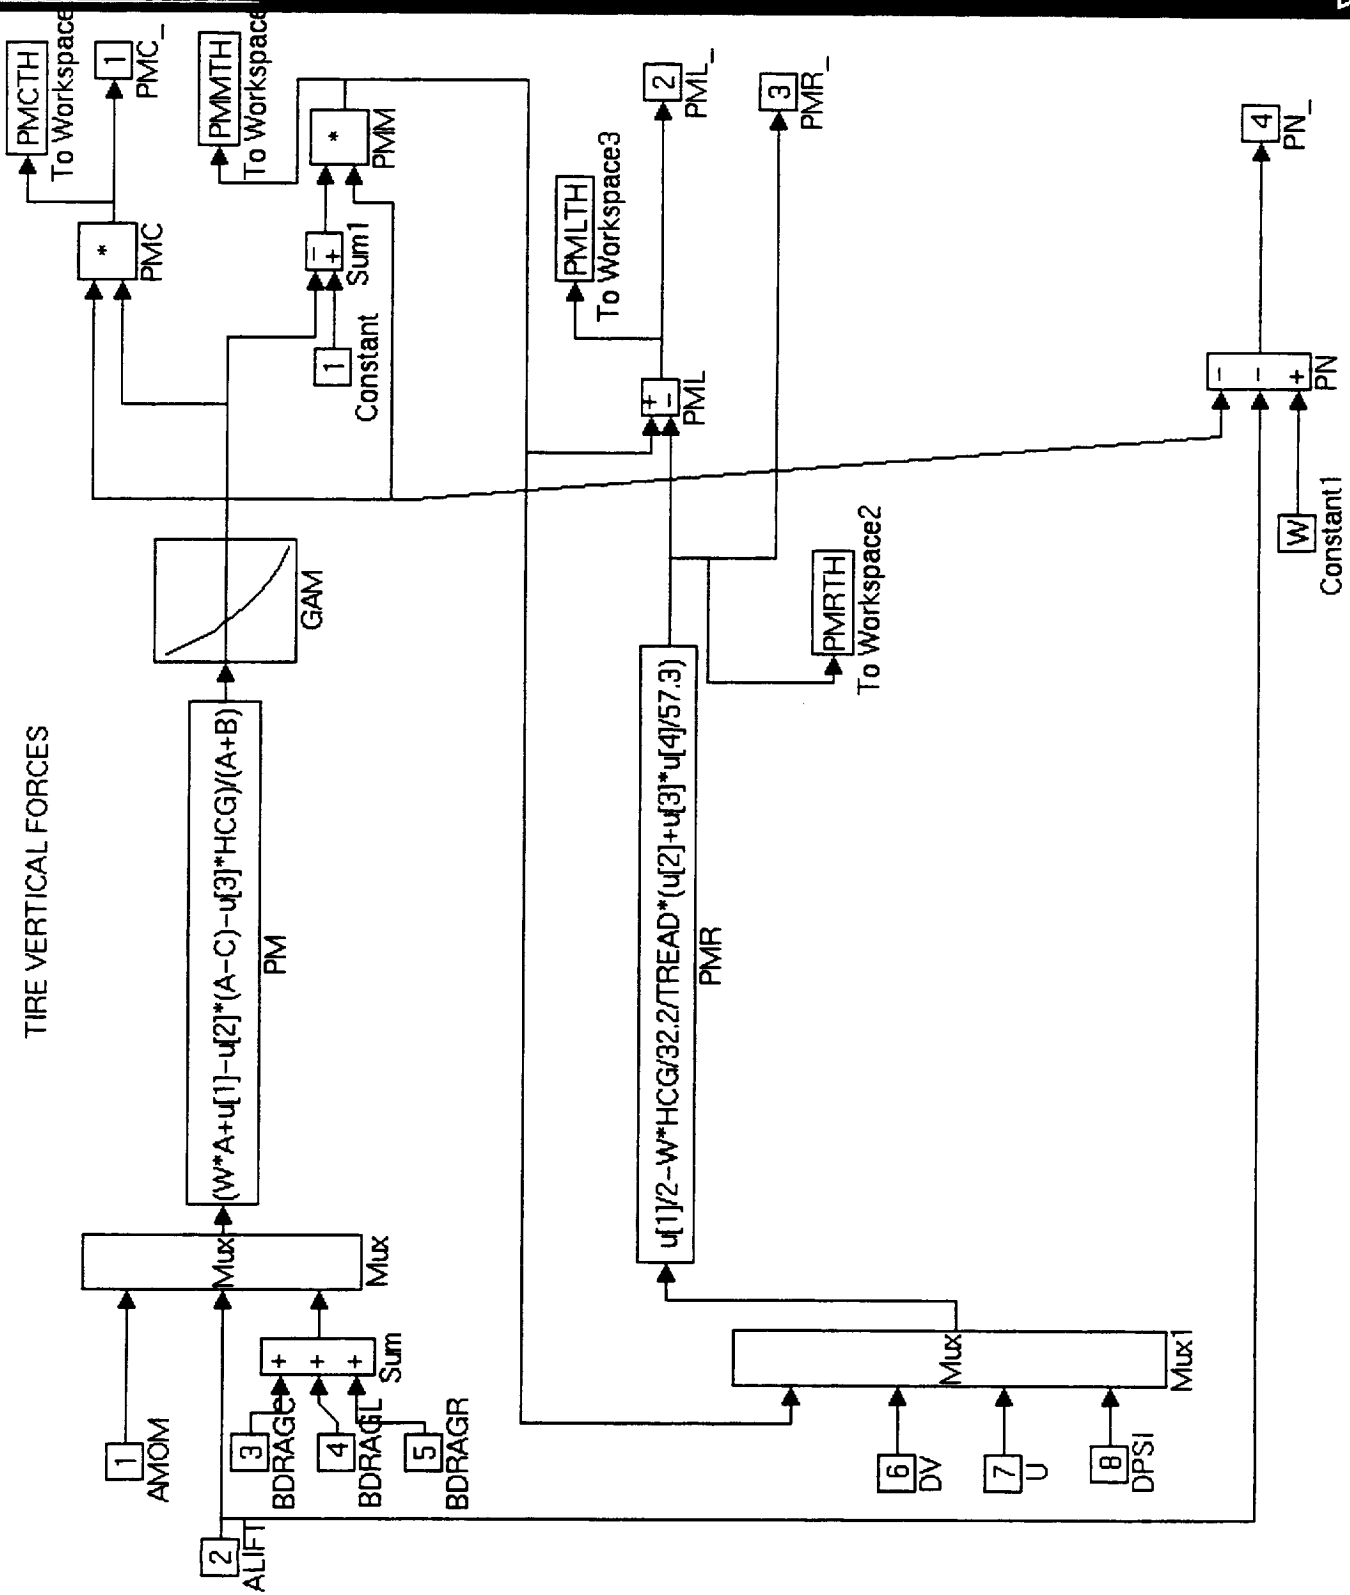 TIRE VERTICAL FORCES
1
AMOM
2
ALIFT
3
BDRAGC
4
BDRAGL
5
BDRAGR
+
+
+
Sum
Mux
Mux
(W*A+u[1]-u[2]*(A-C)-u[3]*HCG)/(A+B)
PM
GAM
*
PMC
PMCTH
To Workspace
1
PMC_
1
Constant
-
+
Sum1
*
PMM
PMMTH
To Workspace
6
DV
7
U
8
DPSI
Mux
Mux1
u[1]/2-W*HCG/32.2/TREAD*(u[2]+u[3]*u[4]/57.3)
PMR
PMRTH
To Workspace2
+
-
PML
PMLTH
To Workspace3
2
PML_
3
PMR_
W
Constant1
-
-
+
PN
4
PN_